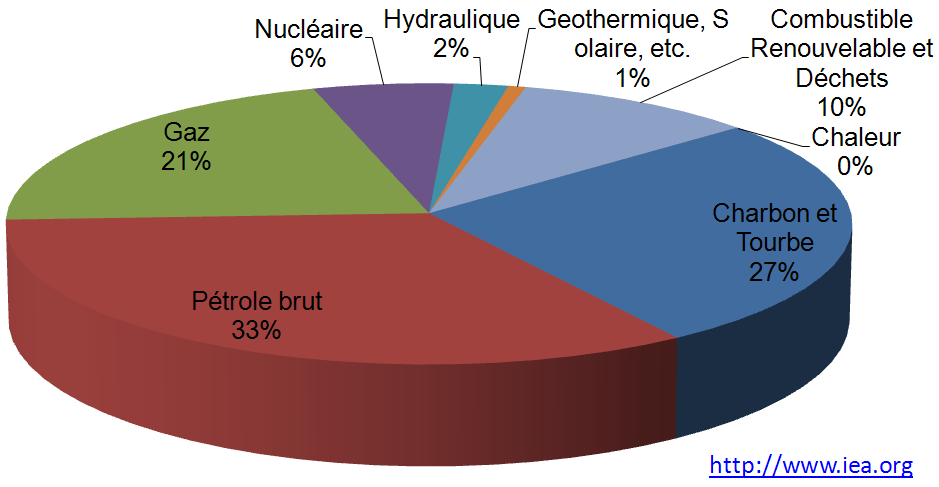 Nucléaire
6%
Hydraulique
2%
Geothermique, S
olaire, etc.
1%
Combustible
Renouvelable et
Déchets
10%
Chaleur
0%
Gaz
21%
Charbon et
Tourbe
27%
Pétrole brut
33%
http://www.iea.org